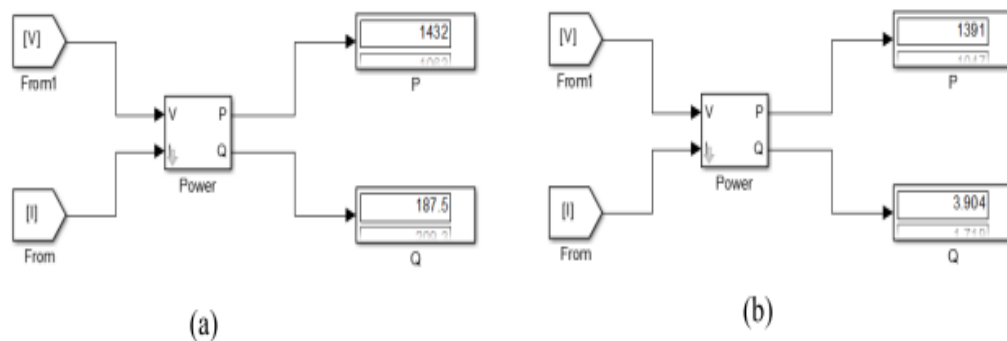 [V]
From1
[I]
From
V P
I Q
Power
1432
P
187.5
Q
(a)
[V]
From1
[I]
From
V P
I Q
Power
1391
P
3.904
Q
(b)